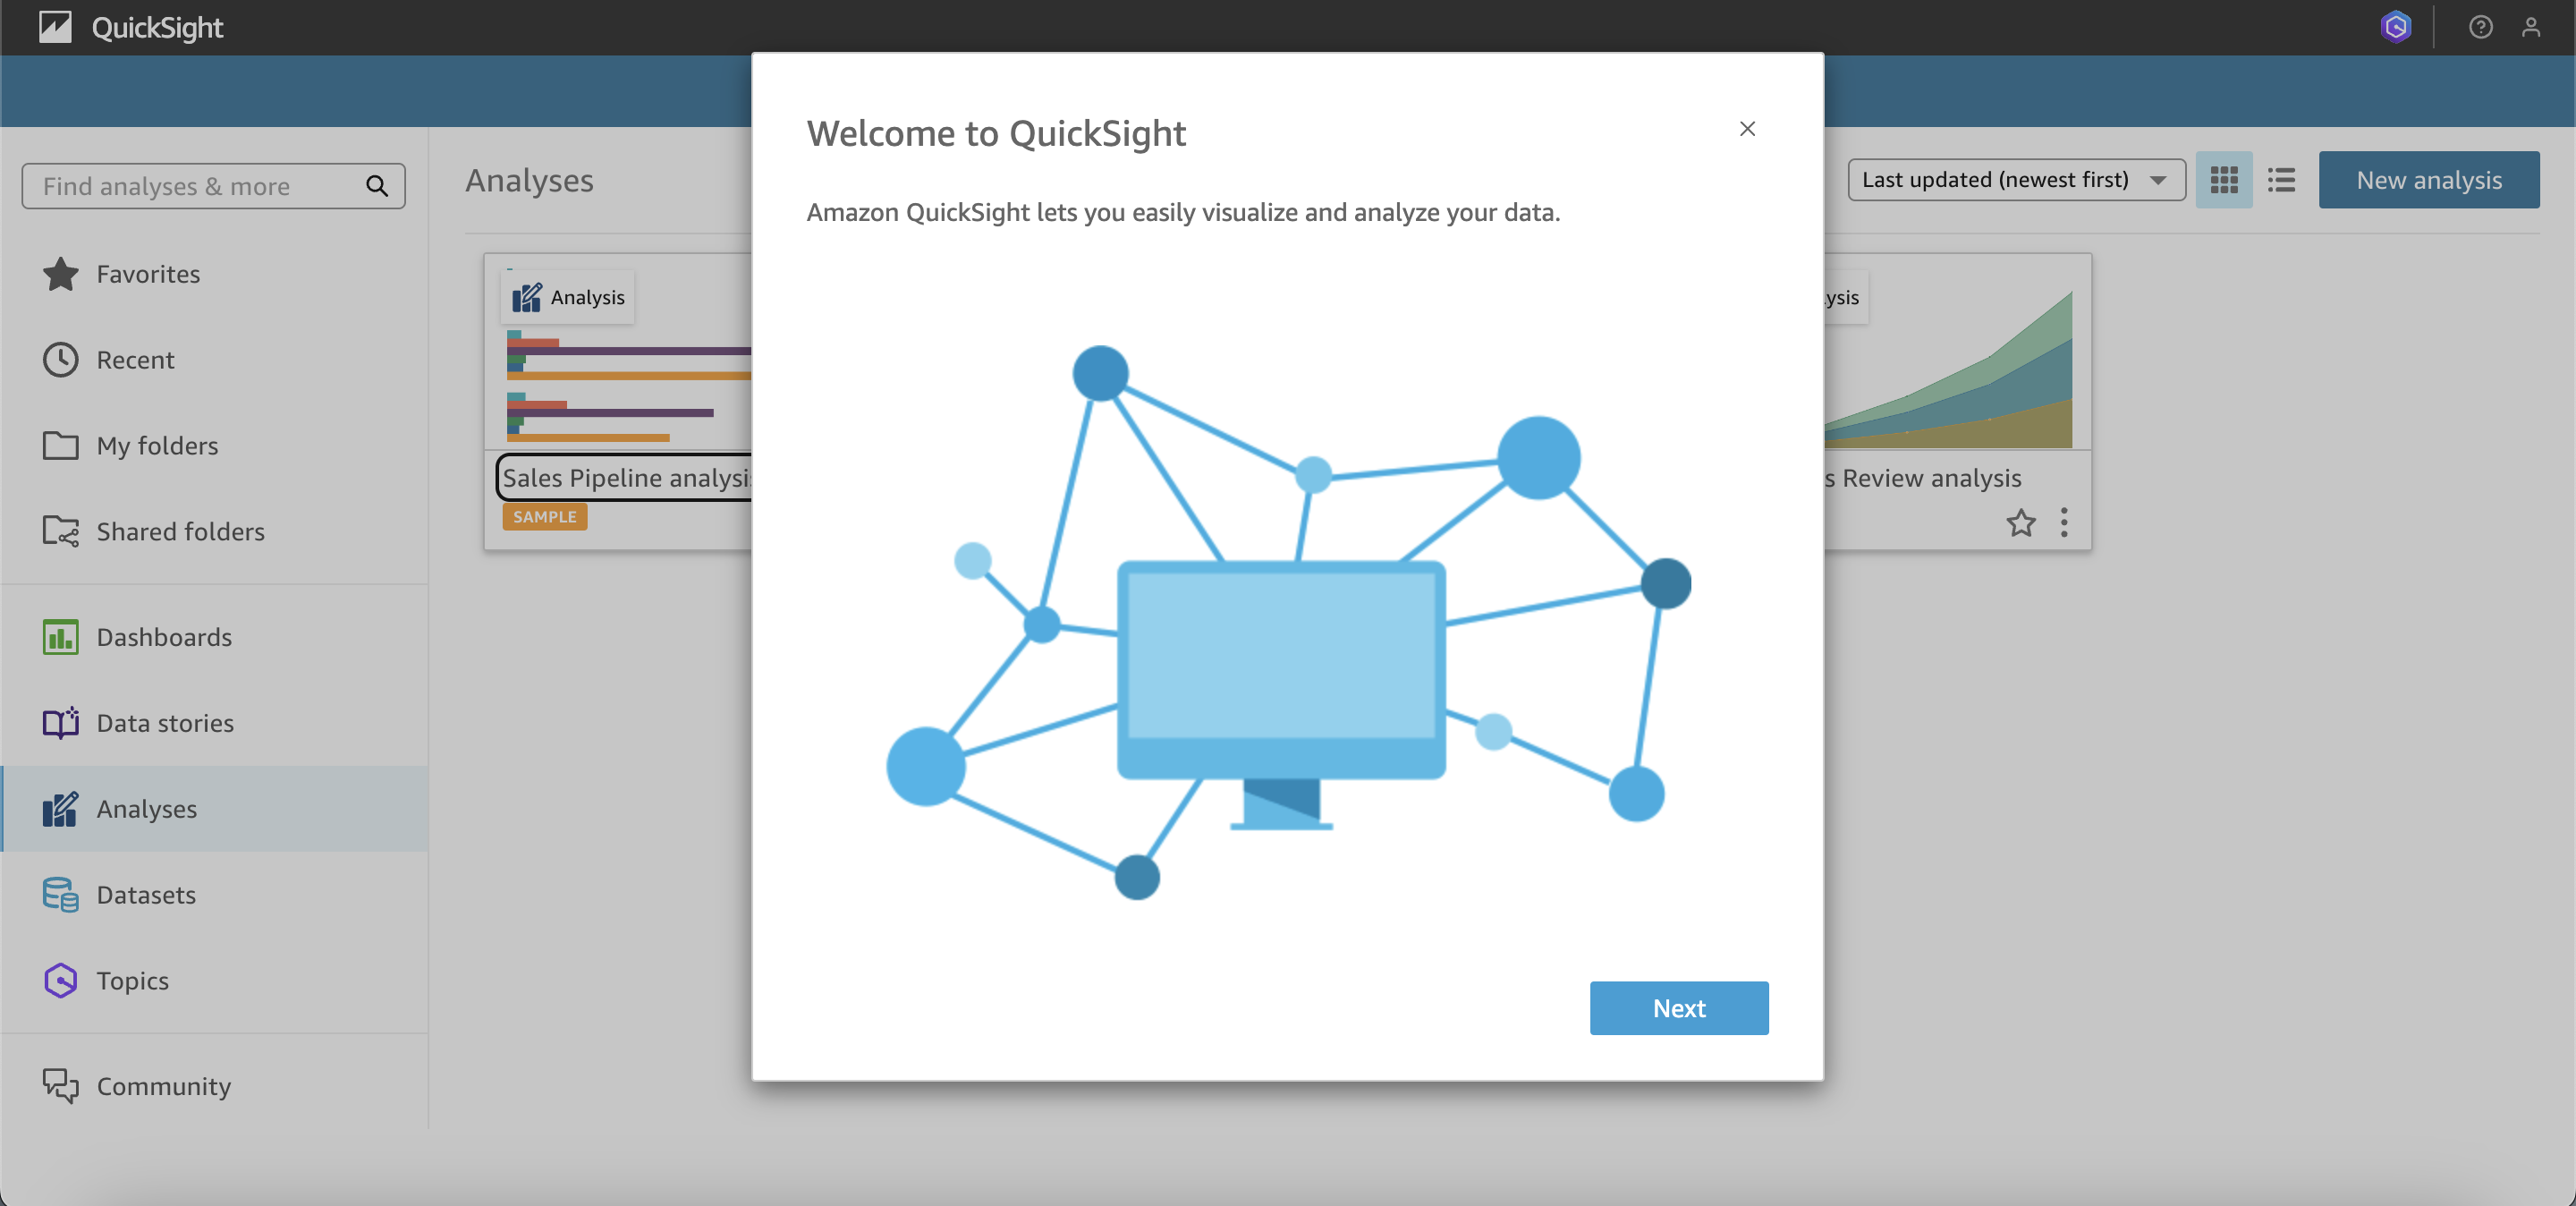 QuickSight
Welcome to QuickSight
Amazon QuickSight lets you easily visualize and analyze your data.
Next
Find analyses & more
Favorites
Recent
My folders
Shared folders
Dashboards
Data stories
Analyses
Datasets
Topics
Community
Analyses
Last updated (newest first)
New analysis
Analysis
Sales Pipeline
SAMPLE
Review analysis